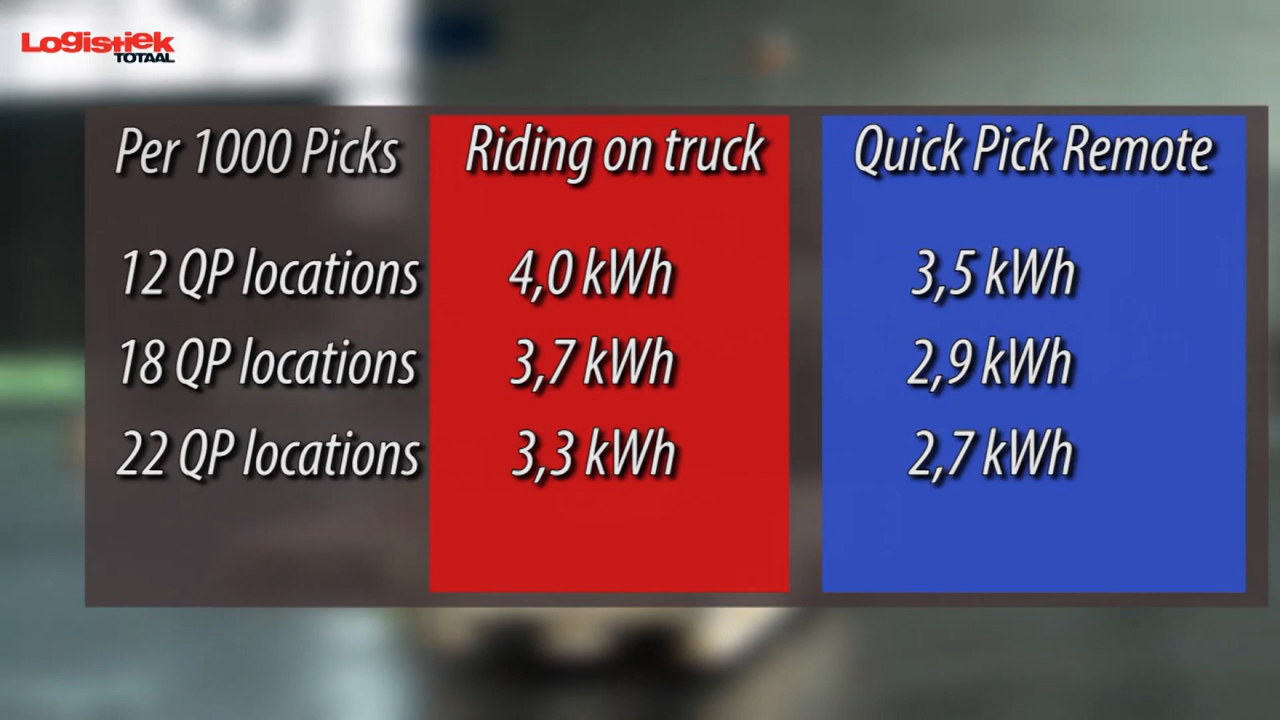 Logistiek
TOTAAL
Per 1000 Picks Riding on truck Quick Pick Remote
12 QP locations 4,0 kWh 3,5 kWh
18 QP locations 3,7 kWh 2,9 kWh
22 QP locations 3,3 kWh 2,7 kWh